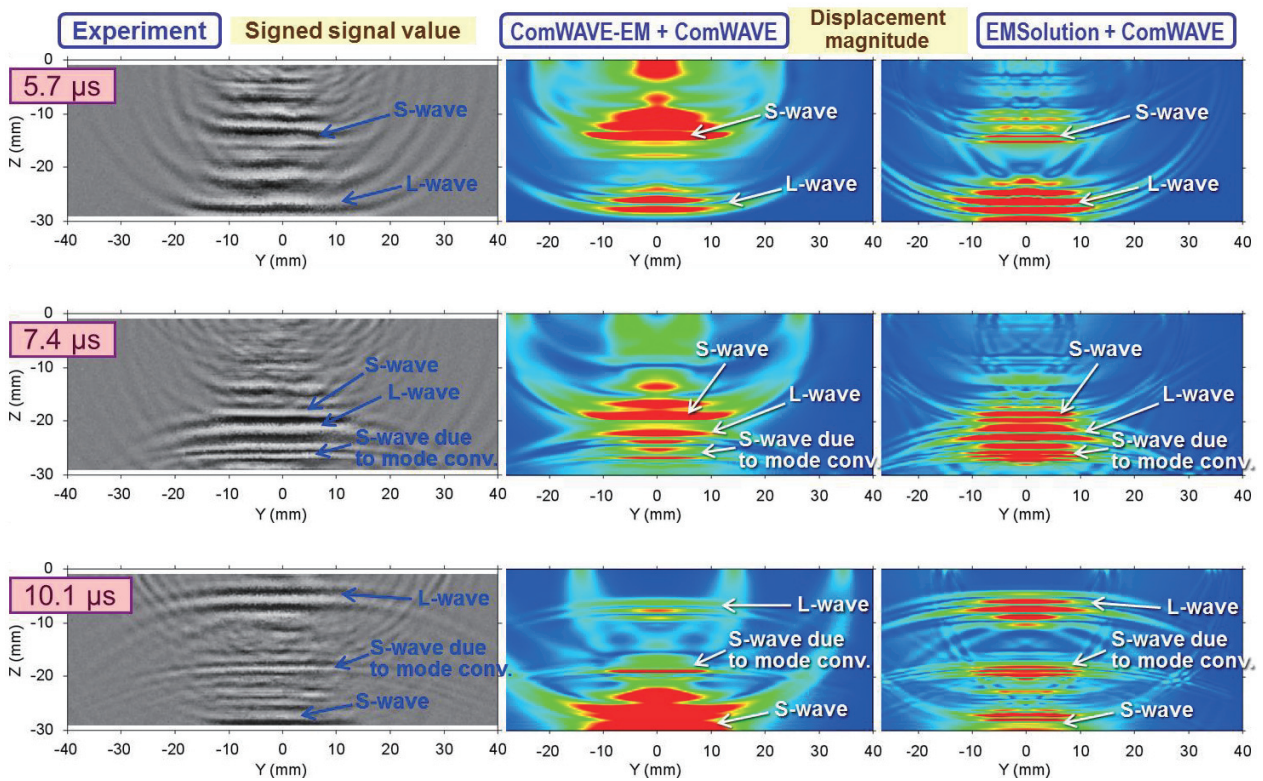 Experiment Signed signal value ComWAVE-EM + ComWAVE Displacement magnitude EMSolution + ComWAVE
5.7 µs
Z (mm)
0
-10
-20
-30
S-wave
L-wave
S-wave
L-wave
S-wave
L-wave
-40 -30 -20 -10 0 10 20 30 40
-20 -10 0 10 20 30 40
-20 -10 0 10 20 30 40
Y (mm) Y (mm) Y (mm)
7.4 µs
Z (mm)
0
-10
-20
-30
S-wave
L-wave
S-wave due
to mode conv.
S-wave
L-wave
S-wave due
to mode conv.
S-wave
L-wave
S-wave due
to mode conv.
-40 -30 -20 -10 0 10 20 30 40
-20 -10 0 10 20 30 40
-20 -10 0 10 20 30 40
Y (mm) Y (mm) Y (mm)
10.1 µs
Z (mm)
0
-10
-20
-30
L-wave
S-wave due
to mode conv.
S-wave
L-wave
S-wave due
to mode conv.
S-wave
L-wave
S-wave due
to mode conv.
S-wave
-40 -30 -20 -10 0 10 20 30 40
-20 -10 0 10 20 30 40
-20 -10 0 10 20 30 40
Y (mm) Y (mm) Y (mm)